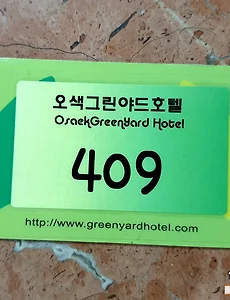 오색그린야드호텔
OsaekGreenyard Hotel
409
http://www.greenyardhotel.com